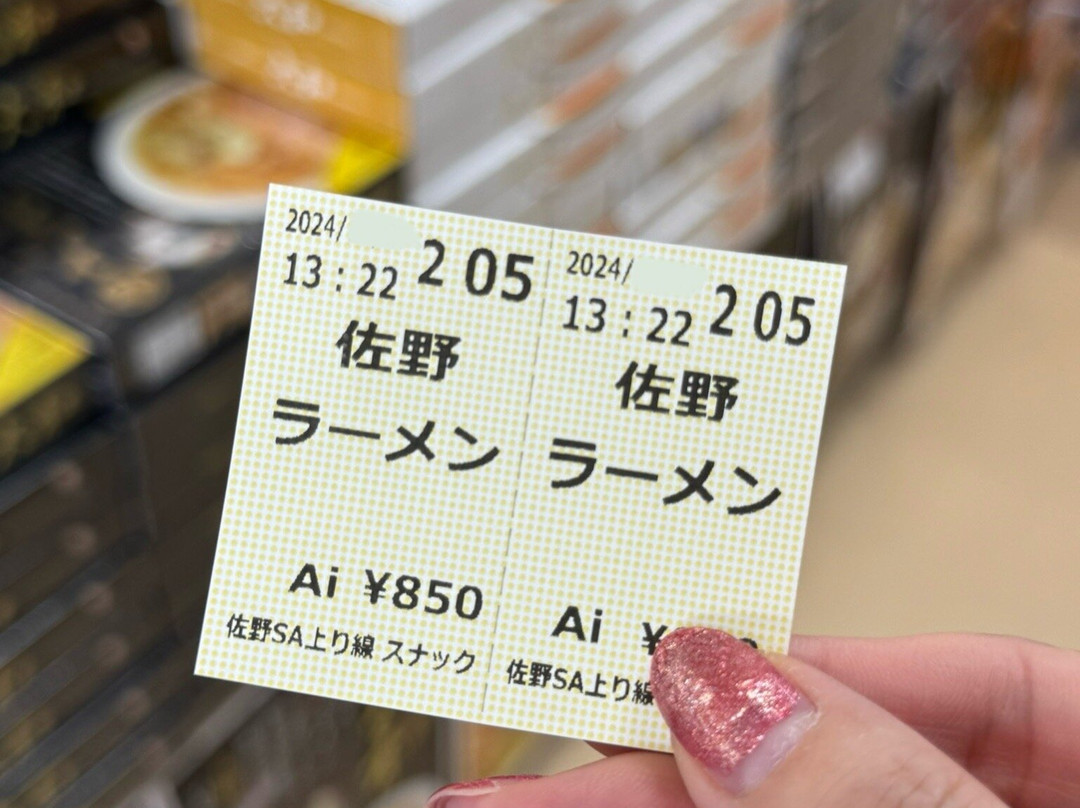 2024/
13:22 2 05
佐野
ラーメン
Ai ¥850
佐野SA上り線 スナック
2024/
13:22 2 05
佐野
ラーメン
Ai ¥
佐野SA上り線